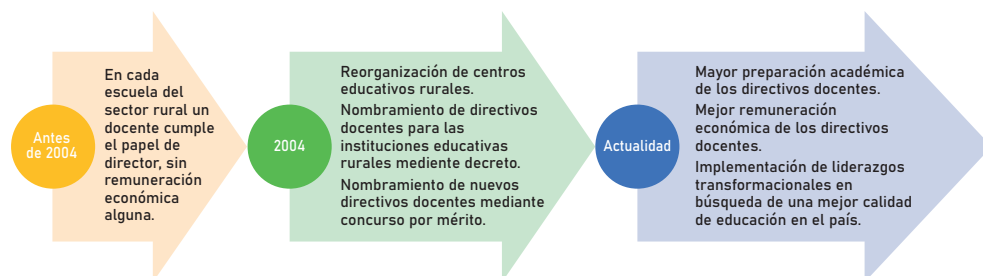 Antes
de 2004
En cada
escuela del
sector rural un
docente cumple
el papel de
director, sin
remuneración
económica
alguna.
2004
Reorganización de centros
educativos rurales.
Nombramiento de directivos
docentes para las
instituciones educativas
rurales mediante decreto.
Nombramiento de nuevos
directivos docentes mediante
concurso por mérito.
Actualidad
Mayor preparación académica
de los directivos docentes.
Mejor remuneración
económica de los directivos
docentes.
Implementación de liderazgos
transformacionales en
búsqueda de una mejor calidad
de educación en el país.